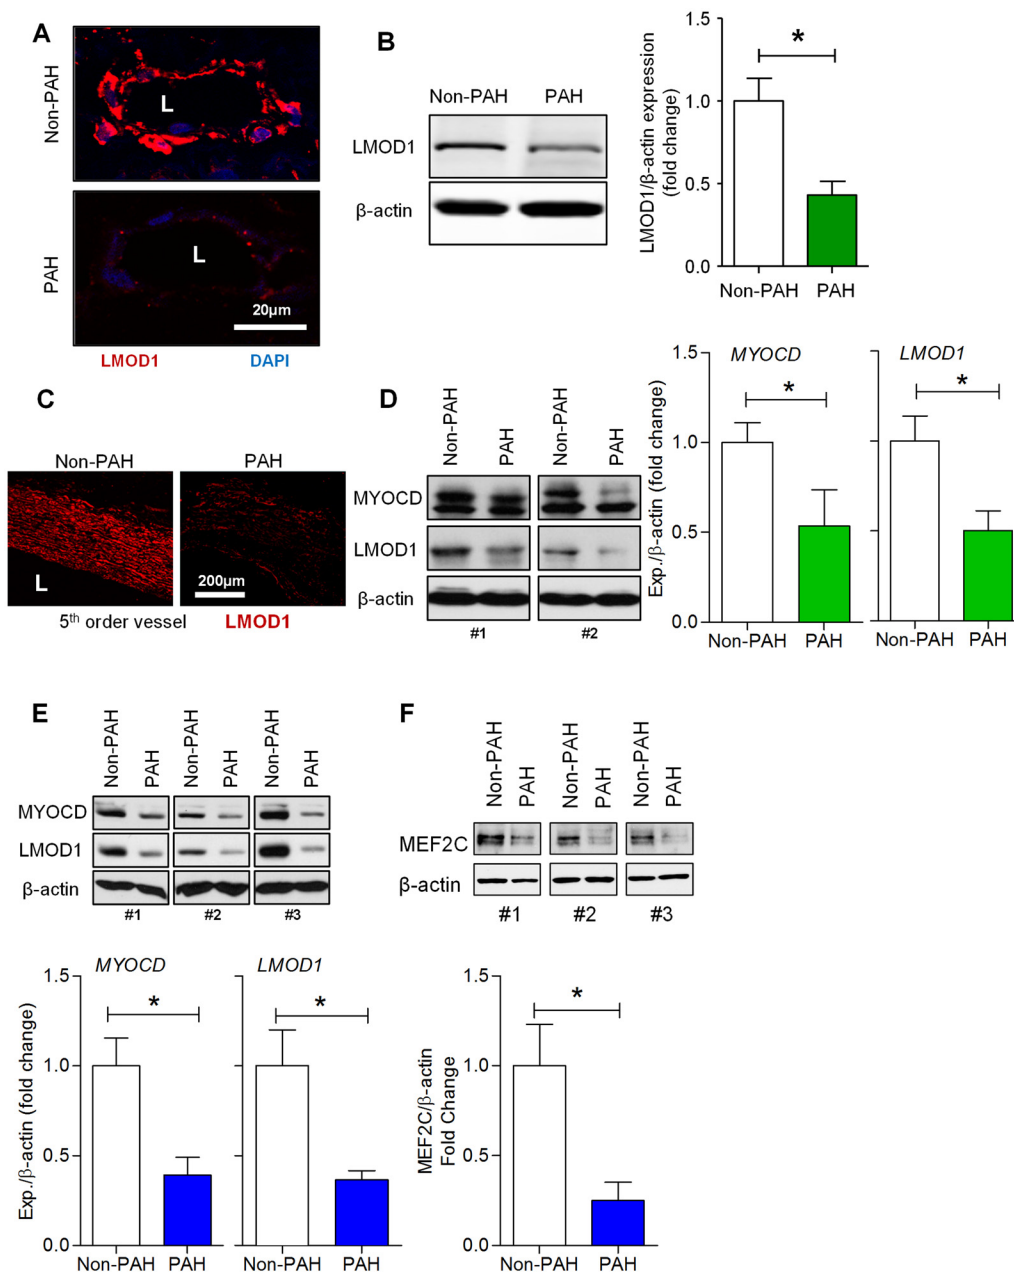 A
Non-PAH
L
PAH
L
20µm
LMOD1 DAPI
B
Non-PAH PAH
LMOD1
β-actin
LMOD1/β-actin expression
(fold change)
1.5
1.0
0.5
0.0
*
Non-PAH PAH
C
Non-PAH PAH
L
200µm
5th order vessel LMOD1
D
Non-PAH PAH Non-PAH PAH
MYOCD
LMOD1
β-actin
#1 #2
Exp./β-actin (fold change)
1.5
1.0
0.5
0.0
MYOCD LMOD1
* *
Non-PAH PAH Non-PAH PAH
E
Non-PAH PAH Non-PAH PAH Non-PAH PAH
MYOCD
LMOD1
β-actin
#1 #2 #3
Exp./β-actin (fold change)
1.5
1.0
0.5
0.0
MYOCD LMOD1
* *
Non-PAH PAH Non-PAH PAH
F
Non-PAH PAH Non-PAH PAH Non-PAH PAH
MEF2C
β-actin
#1 #2 #3
MEF2C/β-actin
Fold Change
1.5
1.0
0.5
0.0
*
Non-PAH PAH